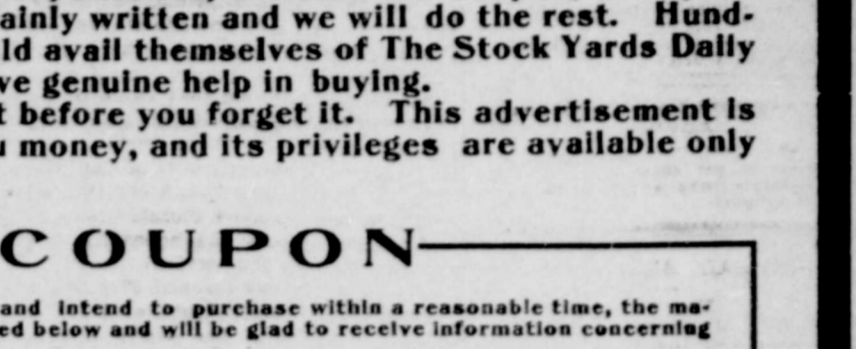 ainly written and we will do the rest. Hund-
ld avail themselves of The Stock Yards Daily
ve genuine help in buying.
t before you forget it. This advertisement is
money, and its privileges are available only
COUPON
and intend to purchase within a reasonable time, the ma-
ed below and will be glad to receive information concerning